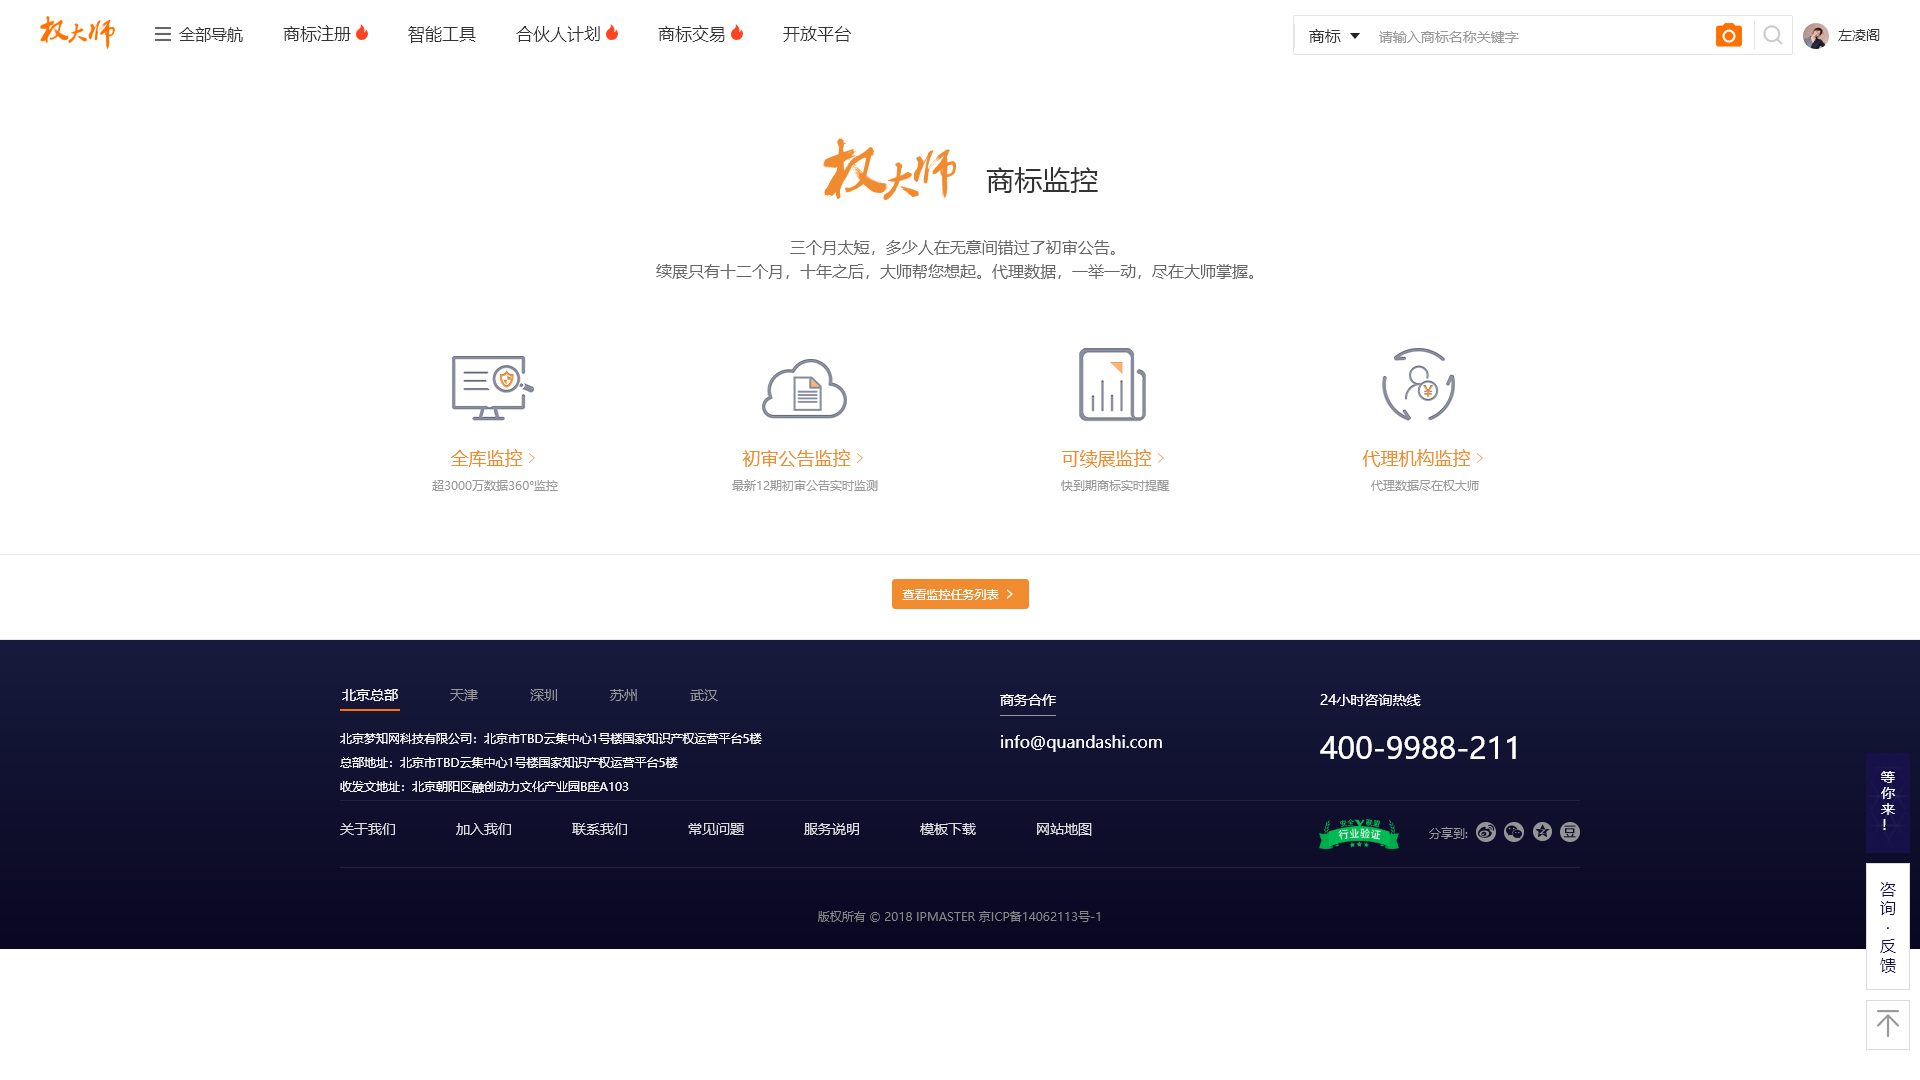 权大师
全部导航
商标注册
智能工具
合伙人计划
商标交易
开放平台
商标
请输入商标名称关键字
左凌阁
权大师 商标监控
三个月太短，多少人在无意间错过了初审公告。
续展只有十二个月，十年之后，大师帮您想起。代理数据，一举一动，尽在大师掌握。
¥
全库监控
初审公告监控
可续展监控
代理机构监控
超3000万数据360°监控
最新12期初审公告实时监测
快到期商标实时提醒
代理数据尽在权大师
查看监控任务列表
北京总部
天津
深圳
苏州
武汉
北京梦知网科技有限公司：北京市TBD云集中心1号楼国家知识产权运营平台5楼
总部地址：北京市TBD云集中心1号楼国家知识产权运营平台5楼
收发文地址：北京朝阳区融创动力文化产业园B座A103
商务合作
info@quandashi.com
24小时咨询热线
400-9988-211
关于我们
加入我们
联系我们
常见问题
服务说明
模板下载
网站地图
安全V联盟
行业验证
分享到:
豆
版权所有 © 2018 IPMASTER 京ICP备14062113号-1
等你来！
咨询·反馈